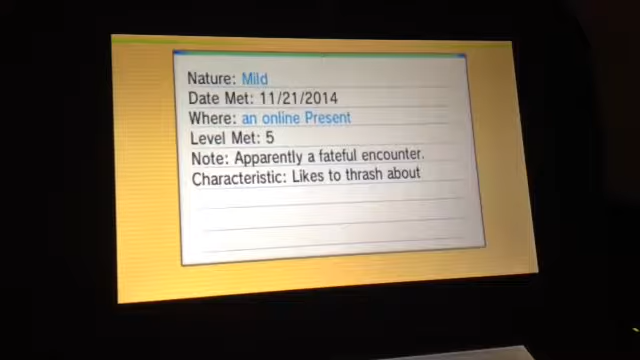 Nature: Mild
Date Met: 11/21/2014
Where: an online Present
Level Met: 5
Note: Apparently a fateful encounter.
Characteristic: Likes to thrash about